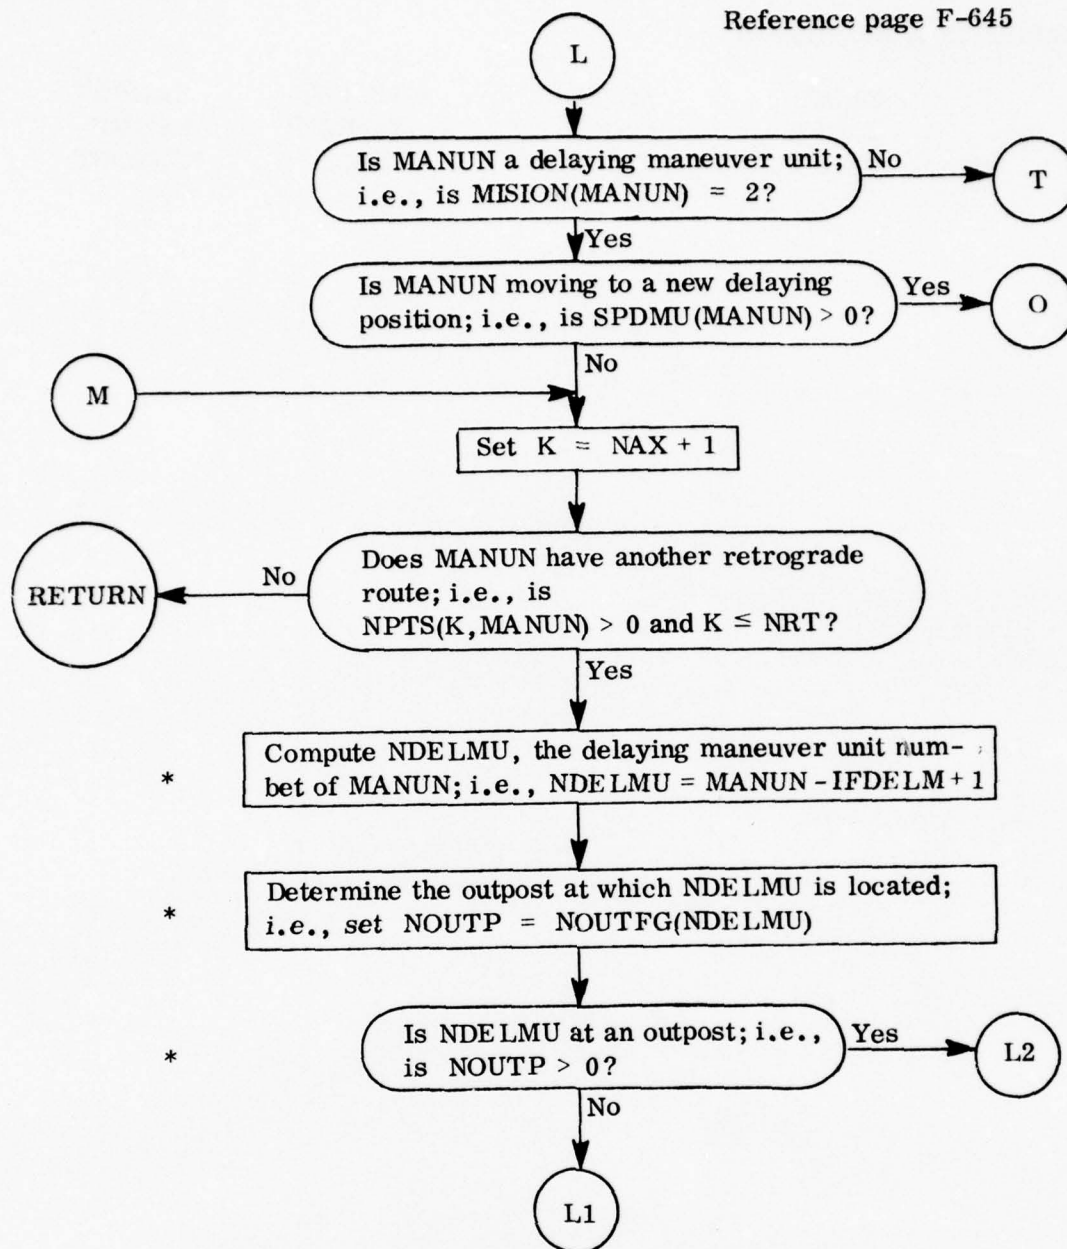 Reference page F-645
L
Is MANUN a delaying maneuver unit;
i.e., is MISION(MANUN) = 2?
No
T
Yes
Is MANUN moving to a new delaying
position; i.e., is SPDMU(MANUN) > 0?
Yes
O
No
M
Set K = NAX + 1
Does MANUN have another retrograde
route; i.e., is
NPTS(K,MANUN) > 0 and K ≤ NRT?
No
RETURN
Yes
*
Compute NDELMU, the delaying maneuver unit num-
bet of MANUN; i.e., NDELMU = MANUN-IFDELM+1
*
Determine the outpost at which NDELMU is located;
i.e., set NOUTP = NOUTFG(NDELMU)
*
Is NDELMU at an outpost; i.e.,
is NOUTP > 0?
Yes
L2
No
L1